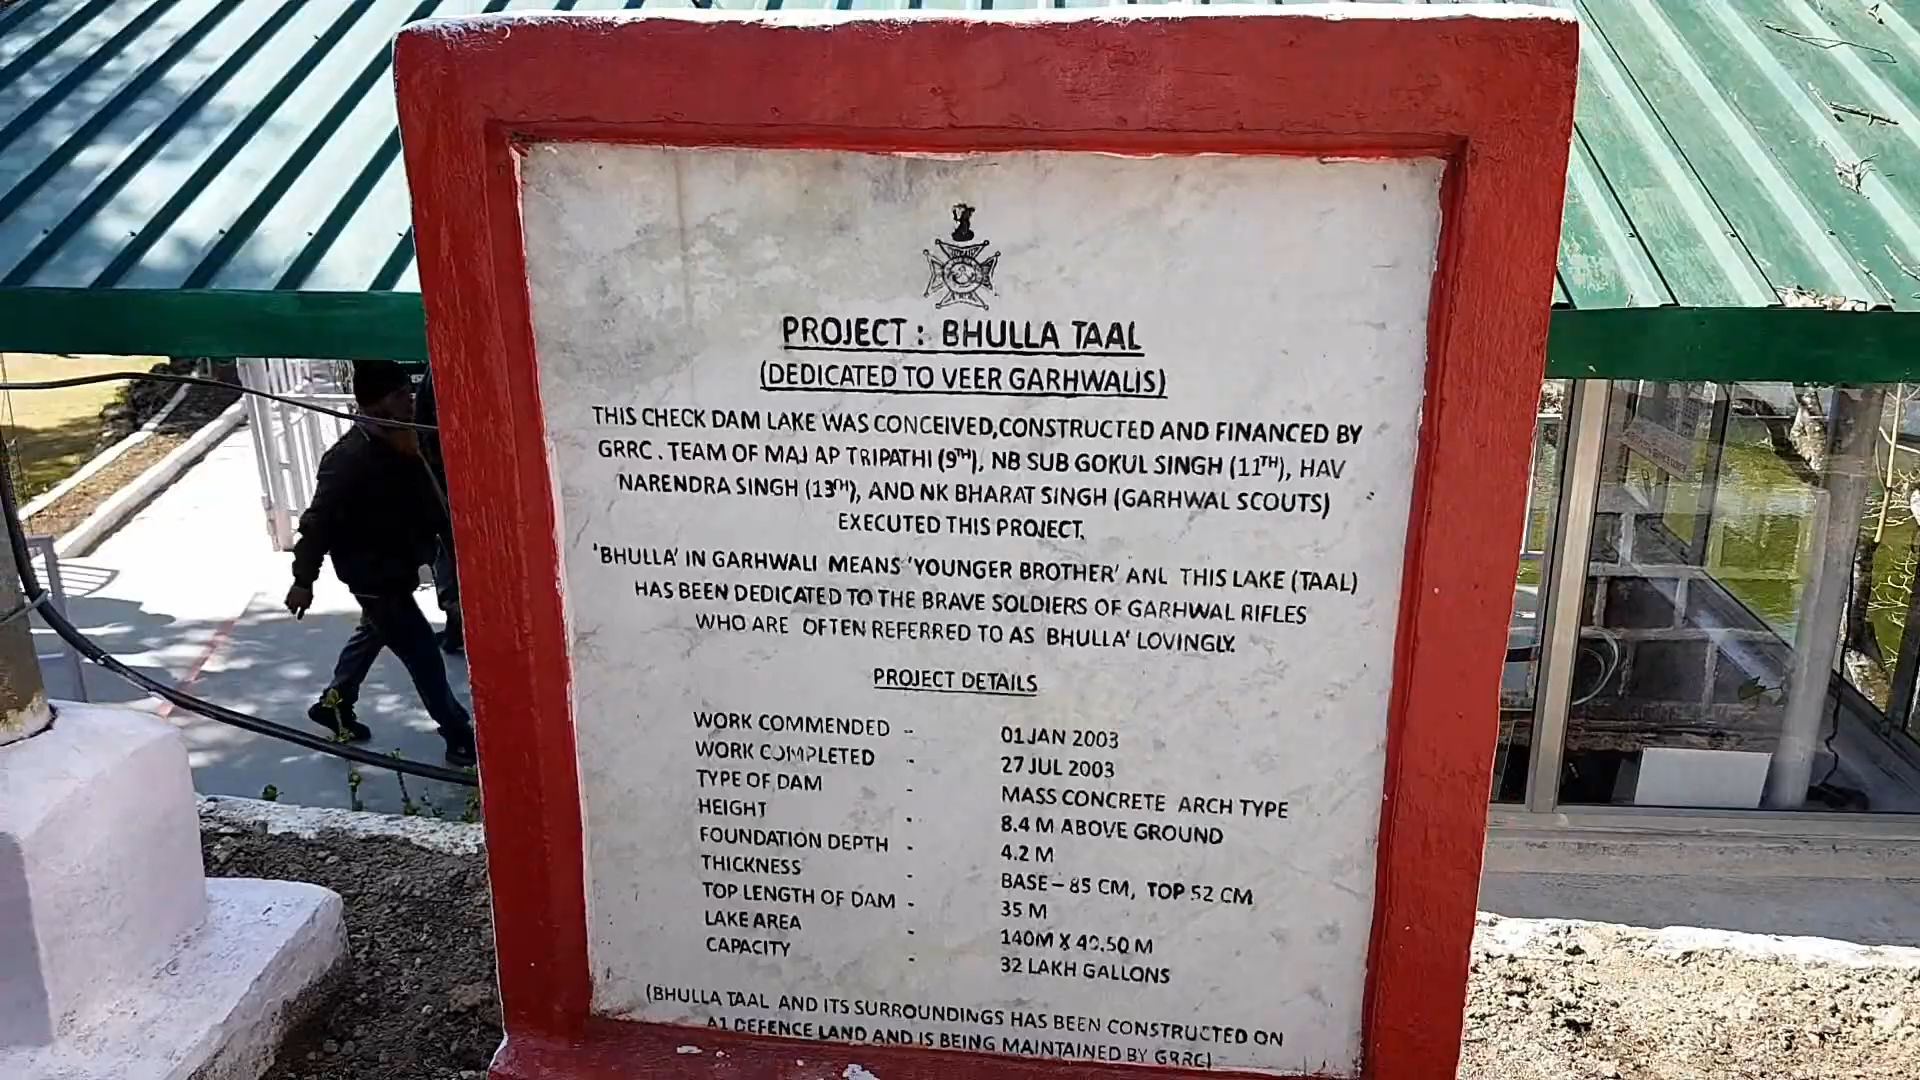 PROJECT : BHULLA TAAL
(DEDICATED TO VEER GARHWALIS)
THIS CHECK DAM LAKE WAS CONCEIVED, CONSTRUCTED AND FINANCED BY
GRRC . TEAM OF MAJ AP TRIPATHI (9TH), NB SUB GOKUL SINGH (11TH), HAV
NARENDRA SINGH (13TH), AND NK BHARAT SINGH (GARHWAL SCOUTS)
EXECUTED THIS PROJECT.
'BHULLA' IN GARHWALI MEANS 'YOUNGER BROTHER' ANL THIS LAKE (TAAL)
HAS BEEN DEDICATED TO THE BRAVE SOLDIERS OF GARHWAL RIFLES
WHO ARE OFTEN REFERRED TO AS BHULLA' LOVINGLY.
PROJECT DETAILS
WORK COMMENDED - 01 JAN 2003
WORK COMPLETED - 27 JUL 2003
TYPE OF DAM - MASS CONCRETE ARCH TYPE
HEIGHT - 8.4 M ABOVE GROUND
FOUNDATION DEPTH - 4.2 M
THICKNESS - BASE – 85 CM, TOP 52 CM
TOP LENGTH OF DAM - 35 M
LAKE AREA - 140M X M
CAPACITY - 32 LAKH GALLONS
(BHULLA TAAL AND ITS SURROUNDINGS HAS BEEN CONSTRUCTED ON
A1 DEFENCE LAND AND IS BEING MAINTAINED BY GRRC)